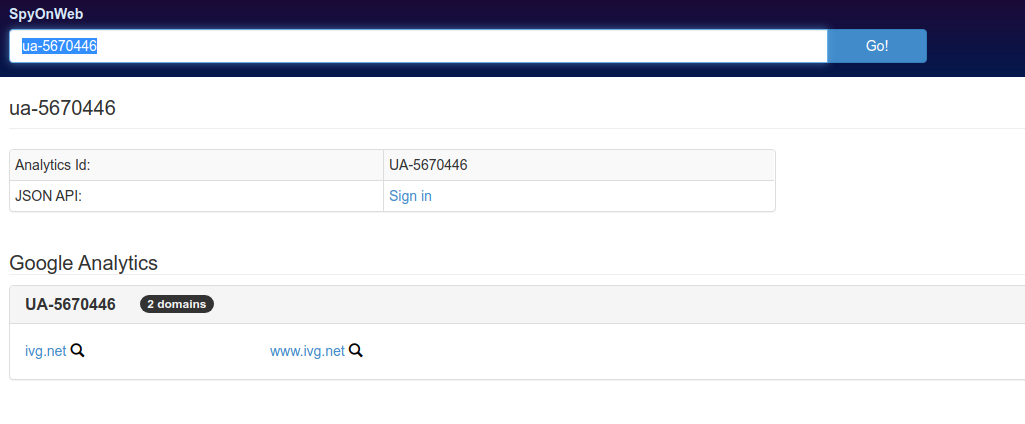 SpyOnWeb
ua-5670446 Go!
ua-5670446
Analytics Id: UA-5670446
JSON API: Sign in
Google Analytics
UA-5670446 2 domains
ivg.net www.ivg.net